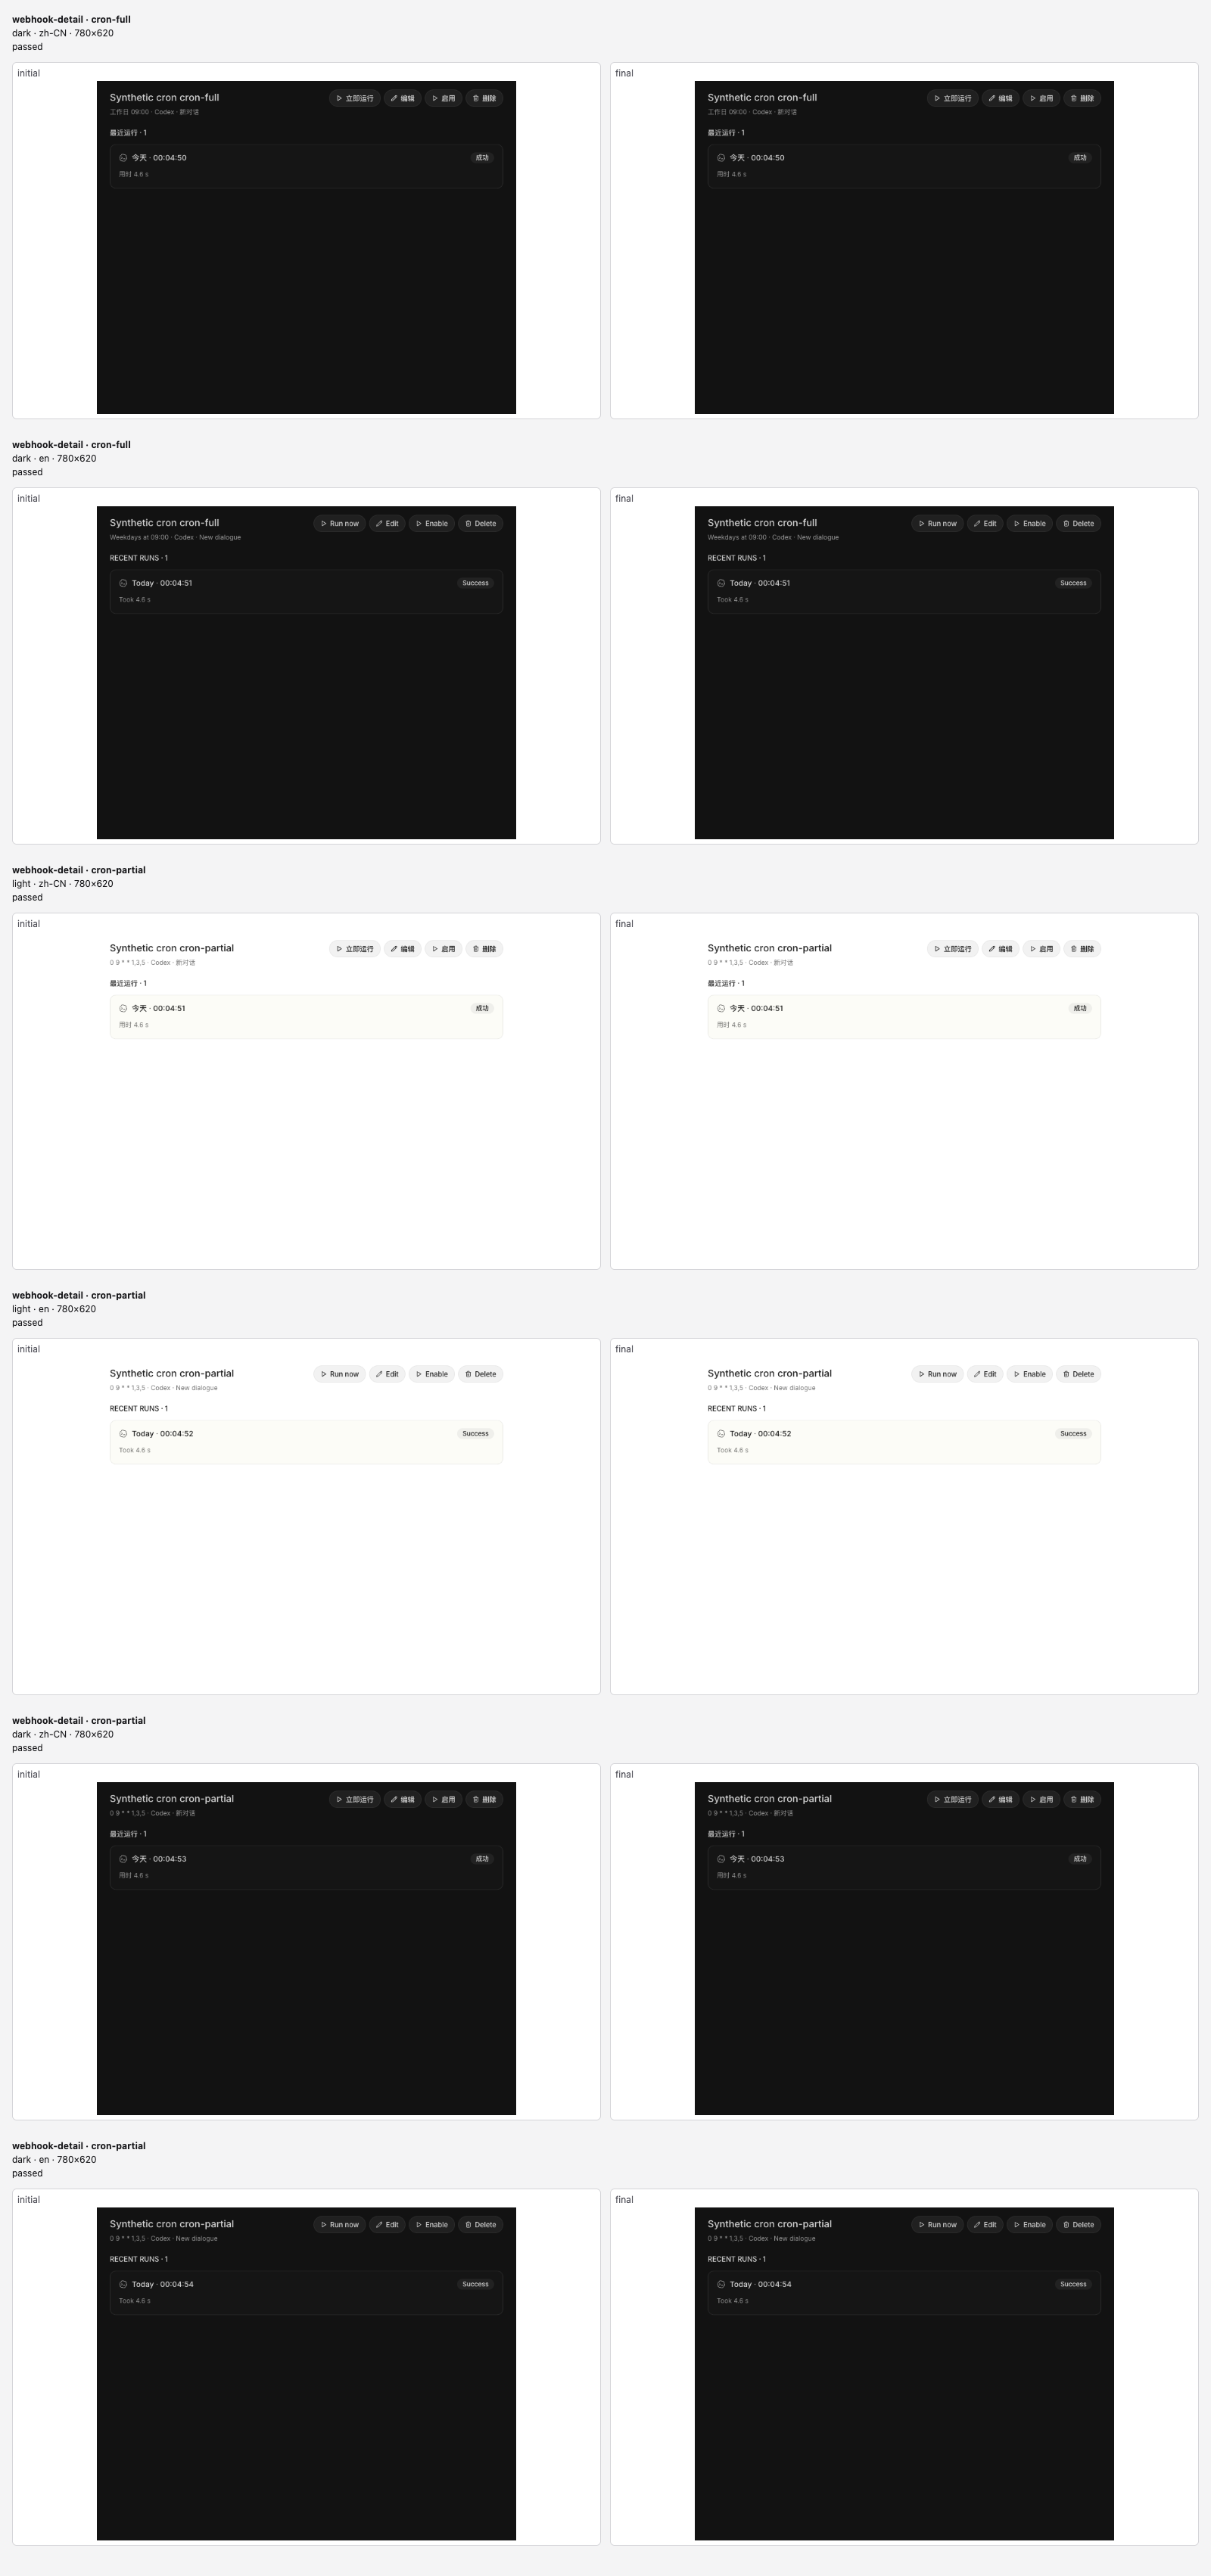 webhook-detail · cron-full
dark · zh-CN · 780×620
passed
initial
Synthetic cron cron-full
立即运行 编辑 启用 删除
工作日 09:00 · Codex · 新对话
最近运行 · 1
今天 · 00:04:50 成功
用时 4.6 s
final
Synthetic cron cron-full
立即运行 编辑 启用 删除
工作日 09:00 · Codex · 新对话
最近运行 · 1
今天 · 00:04:50 成功
用时 4.6 s
webhook-detail · cron-full
dark · en · 780×620
passed
initial
Synthetic cron cron-full
Run now Edit Enable Delete
Weekdays at 09:00 · Codex · New dialogue
RECENT RUNS · 1
Today · 00:04:51 Success
Took 4.6 s
final
Synthetic cron cron-full
Run now Edit Enable Delete
Weekdays at 09:00 · Codex · New dialogue
RECENT RUNS · 1
Today · 00:04:51 Success
Took 4.6 s
webhook-detail · cron-partial
light · zh-CN · 780×620
passed
initial
Synthetic cron cron-partial
立即运行 编辑 启用 删除
0 9 * * 1,3,5 · Codex · 新对话
最近运行 · 1
今天 · 00:04:51 成功
用时 4.6 s
final
Synthetic cron cron-partial
立即运行 编辑 启用 删除
0 9 * * 1,3,5 · Codex · 新对话
最近运行 · 1
今天 · 00:04:51 成功
用时 4.6 s
webhook-detail · cron-partial
light · en · 780×620
passed
initial
Synthetic cron cron-partial
Run now Edit Enable Delete
0 9 * * 1,3,5 · Codex · New dialogue
RECENT RUNS · 1
Today · 00:04:52 Success
Took 4.6 s
final
Synthetic cron cron-partial
Run now Edit Enable Delete
0 9 * * 1,3,5 · Codex · New dialogue
RECENT RUNS · 1
Today · 00:04:52 Success
Took 4.6 s
webhook-detail · cron-partial
dark · zh-CN · 780×620
passed
initial
Synthetic cron cron-partial
立即运行 编辑 启用 删除
0 9 * * 1,3,5 · Codex · 新对话
最近运行 · 1
今天 · 00:04:53 成功
用时 4.6 s
final
Synthetic cron cron-partial
立即运行 编辑 启用 删除
0 9 * * 1,3,5 · Codex · 新对话
最近运行 · 1
今天 · 00:04:53 成功
用时 4.6 s
webhook-detail · cron-partial
dark · en · 780×620
passed
initial
Synthetic cron cron-partial
Run now Edit Enable Delete
0 9 * * 1,3,5 · Codex · New dialogue
RECENT RUNS · 1
Today · 00:04:54 Success
Took 4.6 s
final
Synthetic cron cron-partial
Run now Edit Enable Delete
0 9 * * 1,3,5 · Codex · New dialogue
RECENT RUNS · 1
Today · 00:04:54 Success
Took 4.6 s